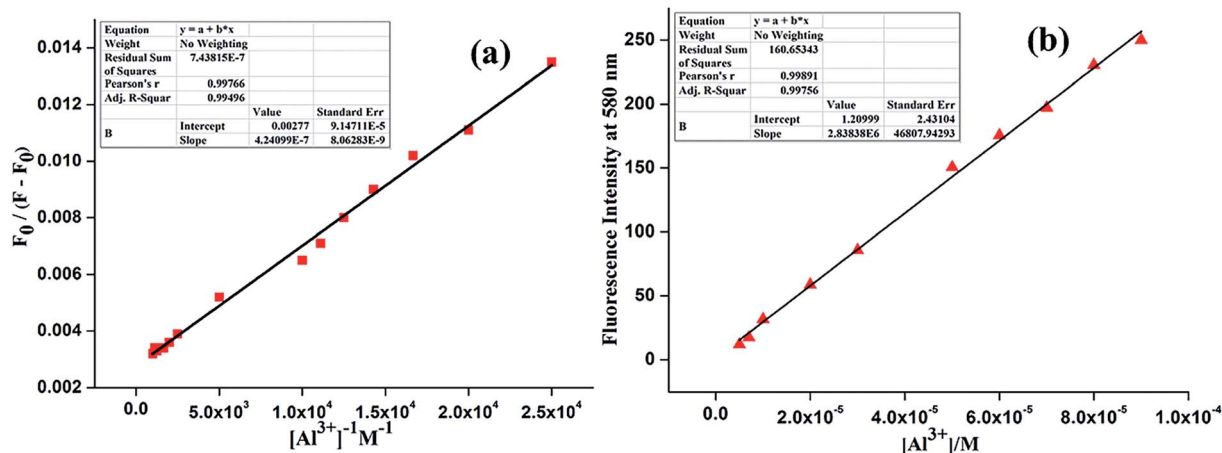 (a)
Equation y = a + b*x
Weight No Weighting
Residual Sum of Squares 7.43815E-7
Pearson's r 0.99766
Adj. R-Squar 0.99496
Value Standard Err
B Intercept 0.00277 9.14711E-5
Slope 4.24099E-7 8.06283E-9
F0 / (F - F0)
0.014
0.012
0.010
0.008
0.006
0.004
0.002
0.0 5.0x10³ 1.0x10⁴ 1.5x10⁴ 2.0x10⁴ 2.5x10⁴
[Al³⁺]⁻¹M⁻¹
(b)
Equation y = a + b*x
Weight No Weighting
Residual Sum of Squares 160.65343
Pearson's r 0.99891
Adj. R-Squar 0.99756
Value Standard Err
B Intercept 1.20999 2.43104
Slope 2.83838E6 46807.94293
Fluorescence Intensity at 580 nm
250
200
150
100
50
0
0.0 2.0x10⁻⁵ 4.0x10⁻⁵ 6.0x10⁻⁵ 8.0x10⁻⁵ 1.0x10⁻⁴
[Al³⁺]/M